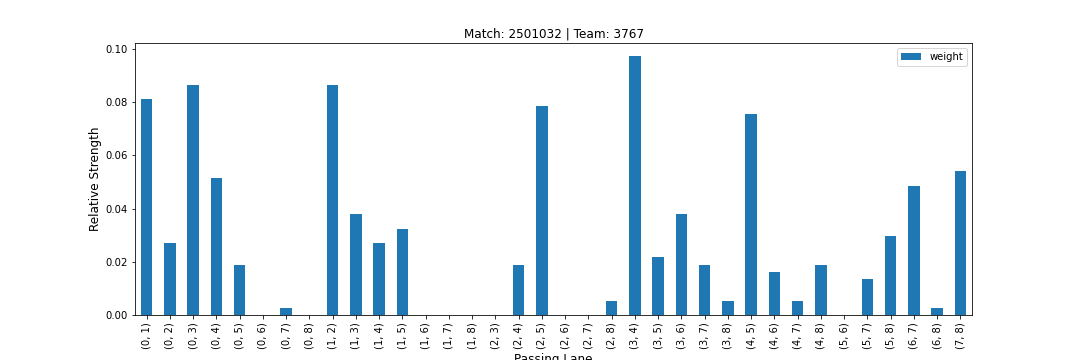 Match: 2501032 | Team: 3767
weight
Relative Strength
0.10
0.08
0.06
0.04
0.02
0.00
(0, 1) (0, 2) (0, 3) (0, 4) (0, 5) (0, 6) (0, 7) (0, 8) (1, 2) (1, 3) (1, 4) (1, 5) (1, 6) (1, 7) (1, 8) (2, 3) (2, 4) (2, 5) (2, 6) (2, 7) (2, 8) (3, 4) (3, 5) (3, 6) (3, 7) (3, 8) (4, 5) (4, 6) (4, 7) (4, 8) (5, 6) (5, 7) (5, 8) (6, 7) (6, 8) (7, 8)
Passing Lane